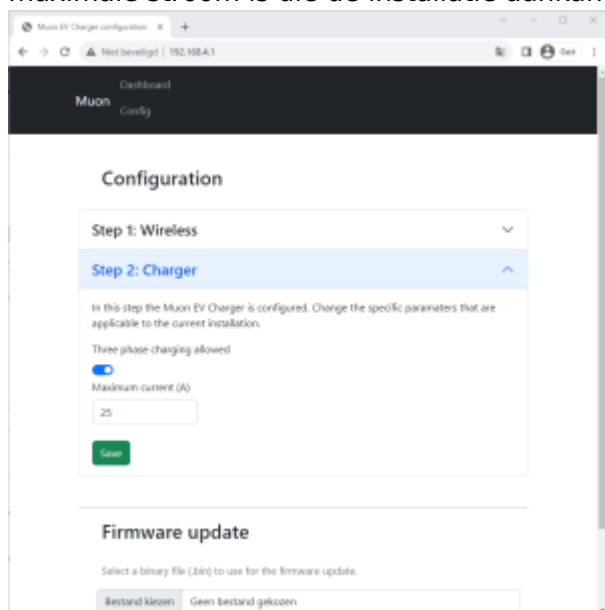 maximale stroom is die de installatie aankan
Muon EV Charger configuration × +
Niet beveiligd | 192.168.4.1
Gast
Dashboard
Muon
Config
Configuration
Step 1: Wireless
Step 2: Charger
In this step the Muon EV Charger is configured. Change the specific paramaters that are
applicable to the current installation.
Three phase charging allowed
Maximum current (A)
25
Save
Firmware update
Select a binary file (.bin) to use for the firmware update.
Bestand kiezen Geen bestand gekozen